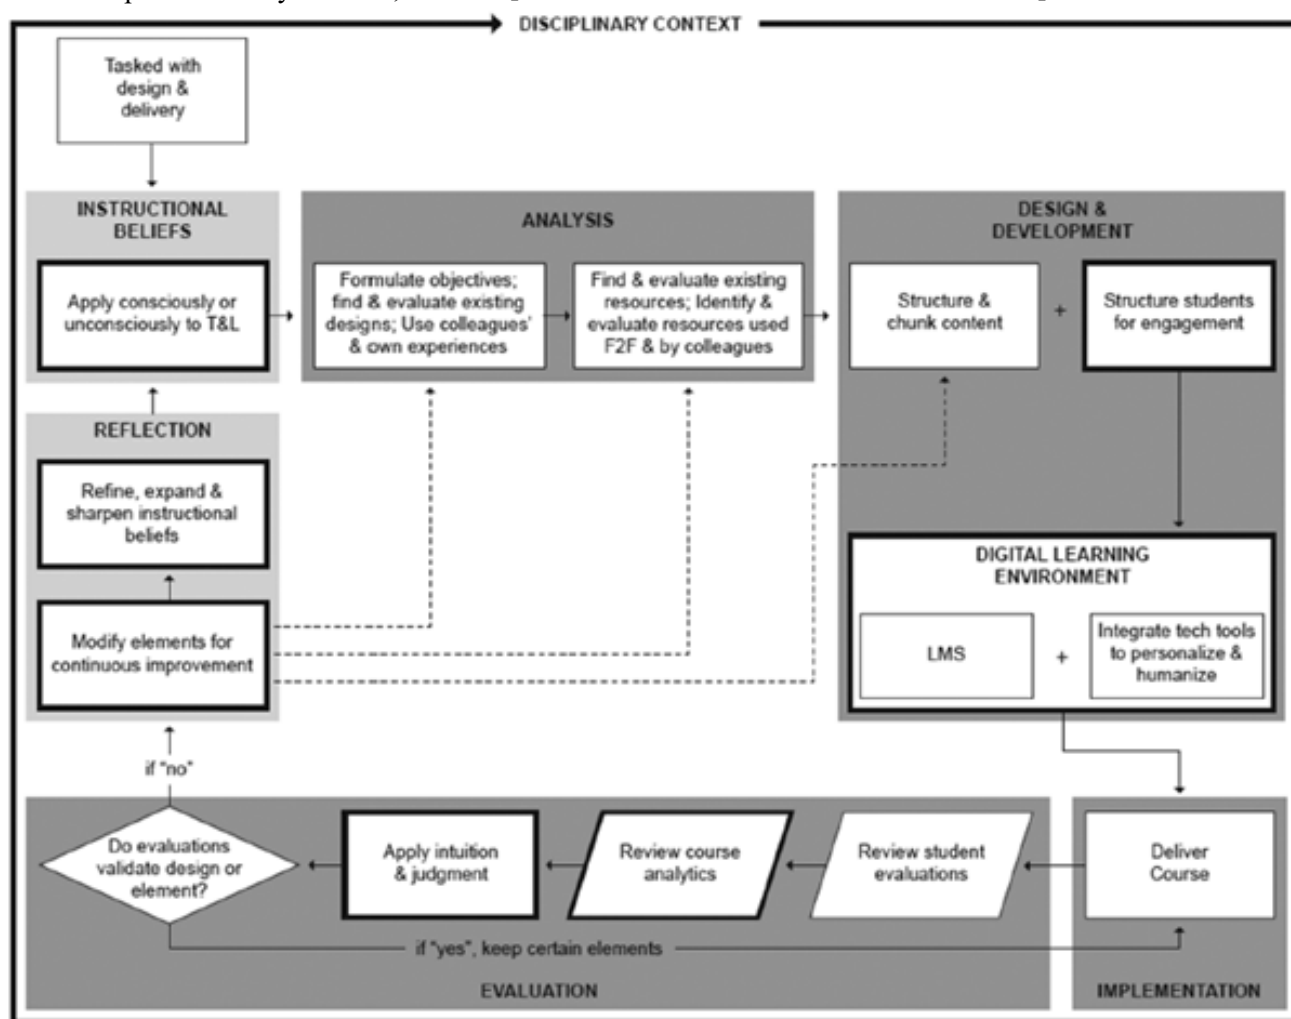 DISCIPLINARY CONTEXT
Tasked with
design &
delivery
INSTRUCTIONAL
BELIEFS
Apply consciously or
unconsciously to T&L
ANALYSIS
Formulate objectives;
find & evaluate existing
designs; Use colleagues'
& own experiences
Find & evaluate existing
resources; Identify &
evaluate resources used
F2F & by colleagues
DESIGN &
DEVELOPMENT
Structure &
chunk content
+
Structure students
for engagement
REFLECTION
Refine, expand &
sharpen instructional
beliefs
Modify elements for
continuous improvement
DIGITAL LEARNING
ENVIRONMENT
LMS
+
Integrate tech tools
to personalize &
humanize
if "no"
Do evaluations
validate design or
element?
Apply intuition
& judgment
Review course
analytics
Review student
evaluations
Deliver
Course
if "yes", keep certain elements
EVALUATION
IMPLEMENTATION